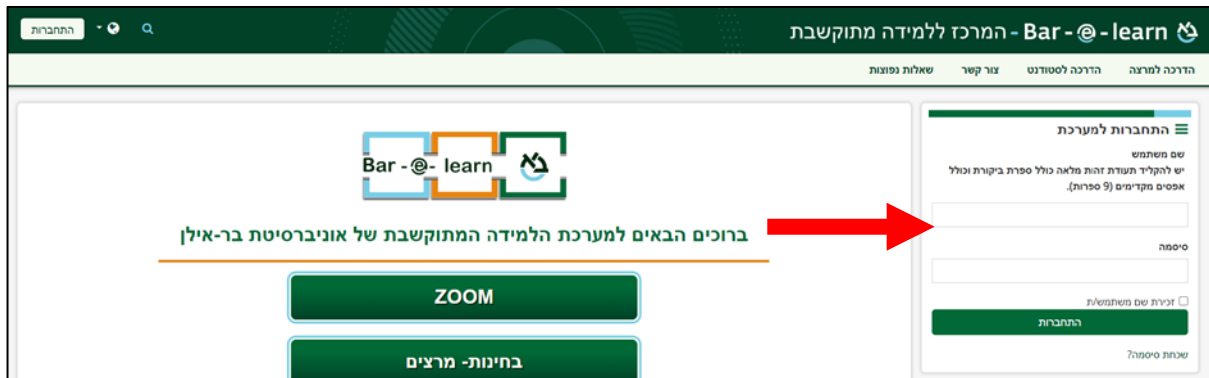 Bar-@-learn - המרכז ללמידה מתוקשבת
התחברות
הדרכה למרצה
הדרכה לסטודנט
צור קשר
שאלות נפוצות
התחברות למערכת
שם משתמש
יש להקליד תעודת זהות מלאה כולל ספרת ביקורת וכולל
אפסים מקדימים (9 ספרות).
סיסמה
זכירת שם משתמש/ת
התחברות
שכחת סיסמה?
Bar-@-learn בא
ברוכים הבאים למערכת הלמידה המתוקשבת של אוניברסיטת בר-אילן
ZOOM
בחינות- מרצים